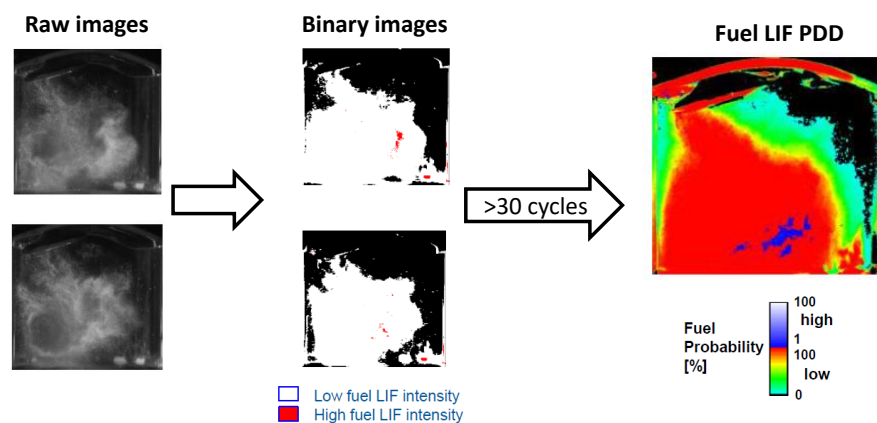 Raw images
Binary images
Fuel LIF PDD
>30 cycles
Low fuel LIF intensity
High fuel LIF intensity
Fuel
Probability
[%]
100
high
1
100
low
0